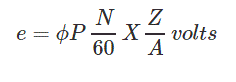 e = ϕP N/60 X Z/A volts